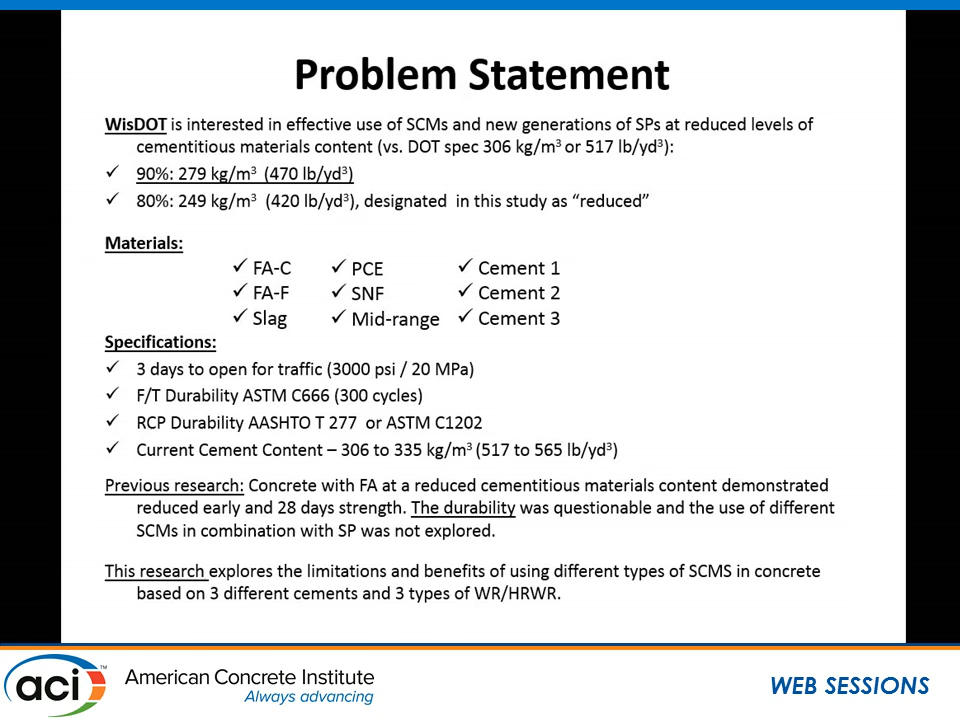 Problem Statement
WisDOT is interested in effective use of SCMs and new generations of SPs at reduced levels of
cementitious materials content (vs. DOT spec 306 kg/m³ or 517 lb/yd³):
✓ 90%: 279 kg/m³ (470 lb/yd³)
✓ 80%: 249 kg/m³ (420 lb/yd³), designated in this study as “reduced”
Materials:
✓ FA-C ✓ PCE ✓ Cement 1
✓ FA-F ✓ SNF ✓ Cement 2
✓ Slag ✓ Mid-range ✓ Cement 3
Specifications:
✓ 3 days to open for traffic (3000 psi / 20 MPa)
✓ F/T Durability ASTM C666 (300 cycles)
✓ RCP Durability AASHTO T 277 or ASTM C1202
✓ Current Cement Content – 306 to 335 kg/m³ (517 to 565 lb/yd³)
Previous research: Concrete with FA at a reduced cementitious materials content demonstrated
reduced early and 28 days strength. The durability was questionable and the use of different
SCMs in combination with SP was not explored.
This research explores the limitations and benefits of using different types of SCMS in concrete
based on 3 different cements and 3 types of WR/HRWR.
aci™ American Concrete Institute
Always advancing
WEB SESSIONS